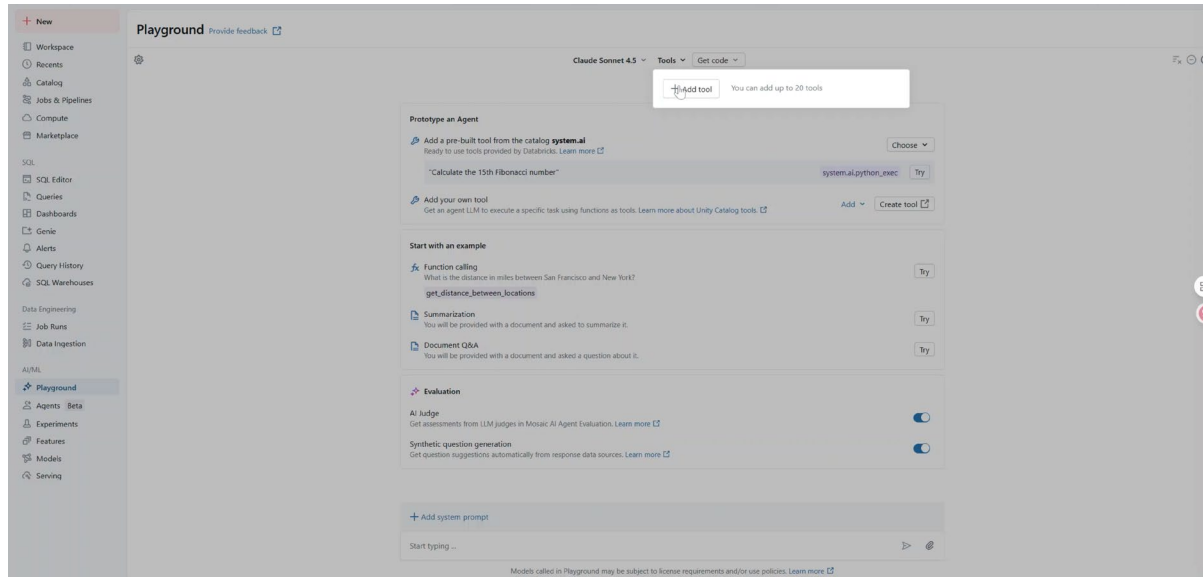 New
Workspace
Recents
Catalog
Jobs & Pipelines
Compute
Marketplace
SQL
SQL Editor
Queries
Dashboards
Genie
Alerts
Query History
SQL Warehouses
Data Engineering
Job Runs
Data Ingestion
AI/ML
Playground
Agents Beta
Experiments
Features
Models
Serving
Playground Provide feedback
Claude Sonnet 4.5 Tools Get code
Add tool You can add up to 20 tools
Prototype an Agent
Add a pre-built tool from the catalog system.ai
Ready to use tools provided by Databricks. Learn more
Choose
"Calculate the 15th Fibonacci number" system.ai.python_exec Try
Add your own tool
Get an agent LLM to execute a specific task using functions as tools. Learn more about Unity Catalog tools.
Add Create tool
Start with an example
Function calling
What is the distance in miles between San Francisco and New York?
Try
get_distance_between_locations
Summarization
You will be provided with a document and asked to summarize it.
Try
Document Q&A
You will be provided with a document and asked a question about it.
Try
Evaluation
AI Judge
Get assessments from LLM judges in Mosaic AI Agent Evaluation. Learn more
Synthetic question generation
Get question suggestions automatically from response data sources. Learn more
Add system prompt
Start typing ...
Models called in Playground may be subject to license requirements and/or use policies. Learn more